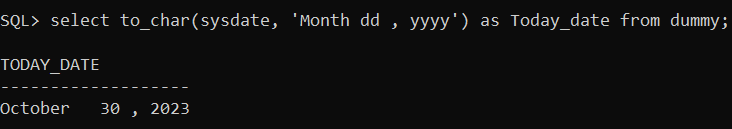 SQL> select to_char(sysdate, 'Month dd , yyyy') as Today_date from dummy;
TODAY_DATE
-------------------
October   30 , 2023